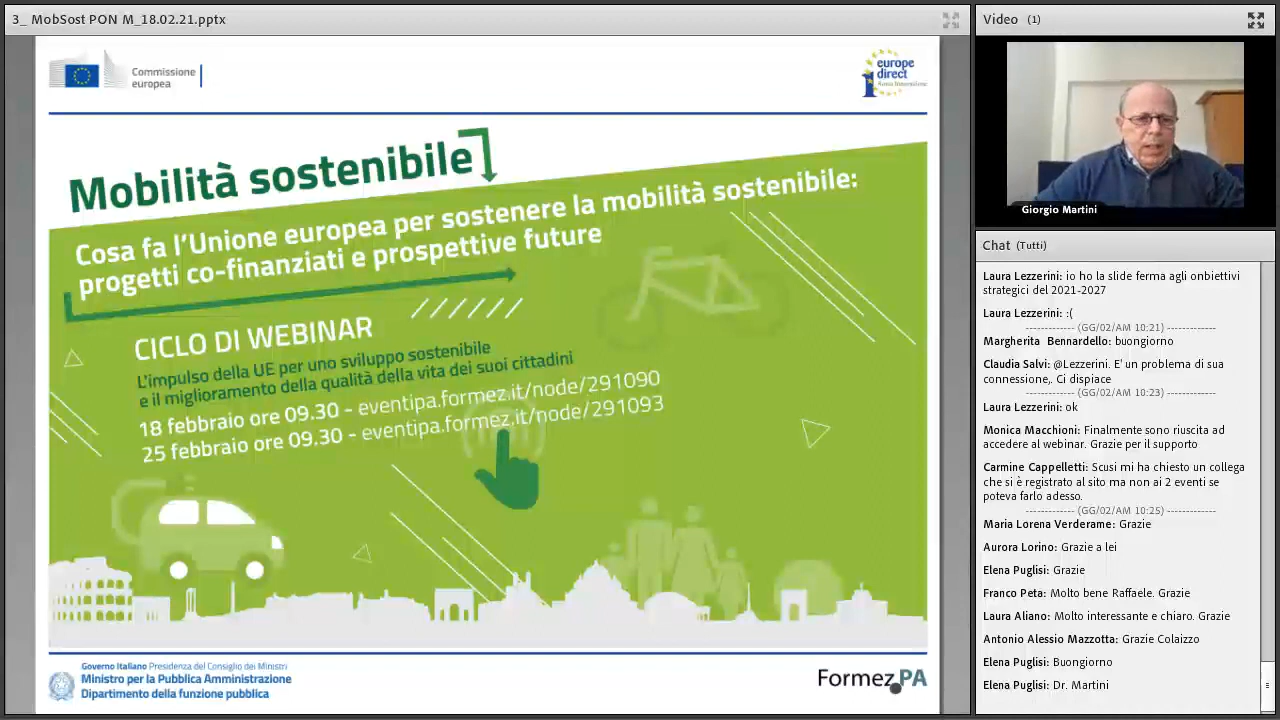 3_ MobSost PON M_18.02.21.pptx
Commissione
europea
europe
direct
Mobilità sostenibile
Cosa fa l'Unione europea per sostenere la mobilità sostenibile:
progetti co-finanziati e prospettive future
CICLO DI WEBINAR
L'impulso della UE per uno sviluppo sostenibile
e il miglioramento della qualità della vita dei suoi cittadini
18 febbraio ore 09.30 - eventipa.formez.it/node/291090
25 febbraio ore 09.30 - eventipa.formez.it/node/291093
Governo Italiano Presidenza del Consiglio dei Ministri
Ministro per la Pubblica Amministrazione
Dipartimento della funzione pubblica
Formez.PA
Video (1)
Giorgio Martini
Chat (Tutti)
Laura Lezzerini: io ho la slide ferma agli onbiettivi
strategici del 2021-2027
Laura Lezzerini: :(
------------- (GG/02/AM 10:21) -------------
Margherita Bennardello: buongiorno
Claudia Salvi: @Lezzerini. E' un problema di sua
connessione,. Ci dispiace
------------- (GG/02/AM 10:23) -------------
Laura Lezzerini: ok
Monica Macchion: Finalmente sono riuscita ad
accedere al webinar. Grazie per il supporto
Carmine Cappelletti: Scusi mi ha chiesto un collega
che si è registrato al sito ma non ai 2 eventi se
poteva farlo adesso.
------------- (GG/02/AM 10:25) -------------
Maria Lorena Verderame: Grazie
Aurora Lorino: Grazie a lei
Elena Puglisi: Grazie
Franco Peta: Molto bene Raffaele. Grazie
Laura Aliano: Molto interessante e chiaro. Grazie
Antonio Alessio Mazzotta: Grazie Colaizzo
Elena Puglisi: Buongiorno
Elena Puglisi: Dr. Martini